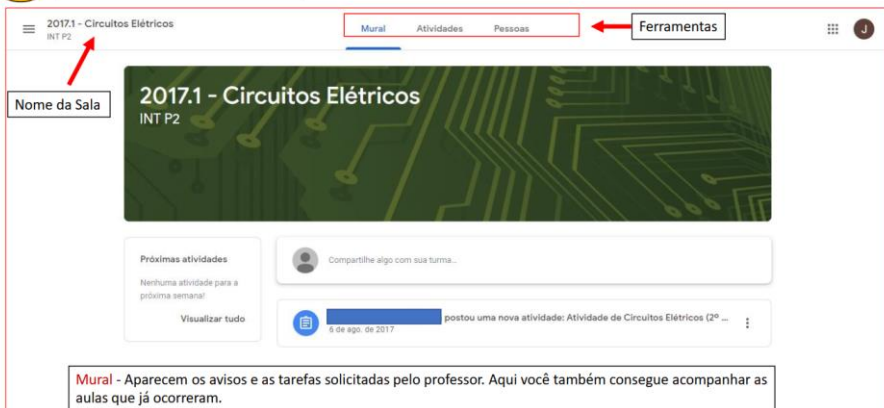 2017.1 - Circuitos Elétricos
INT P2
Mural Atividades Pessoas
Ferramentas
J
Nome da Sala
2017.1 - Circuitos Elétricos
INT P2
Próximas atividades
Nenhuma atividade para a
próxima semana!
Visualizar tudo
Compartilhe algo com sua turma...
postou uma nova atividade: Atividade de Circuitos Elétricos (2º ...
6 de ago. de 2017
Mural - Aparecem os avisos e as tarefas solicitadas pelo professor. Aqui você também consegue acompanhar as
aulas que já ocorreram.